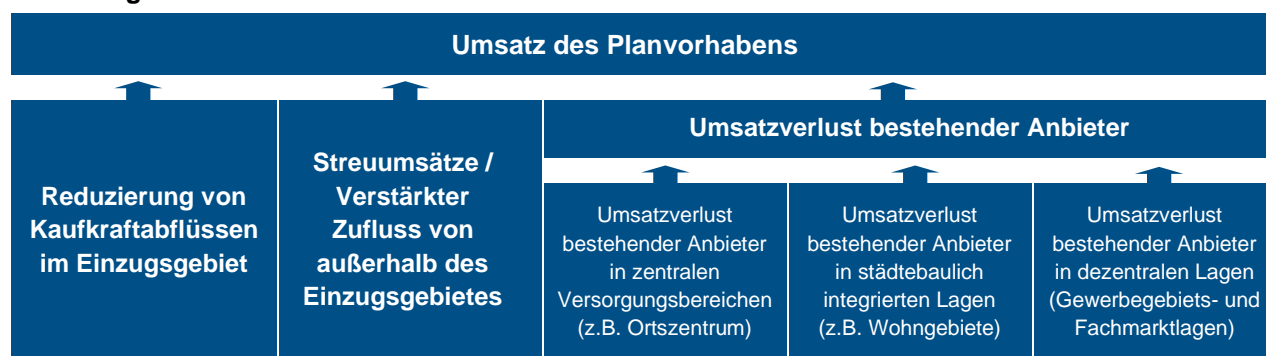 Umsatz des Planvorhabens
Reduzierung von
Kaufkraftabflüssen
im Einzugsgebiet
Streuumsätze /
Verstärkter
Zufluss von
außerhalb des
Einzugsgebietes
Umsatzverlust bestehender Anbieter
Umsatzverlust
bestehender Anbieter
in zentralen
Versorgungsbereichen
(z.B. Ortszentrum)
Umsatzverlust
bestehender Anbieter
in städtebaulich
integrierten Lagen
(z.B. Wohngebiete)
Umsatzverlust
bestehender Anbieter
in dezentralen Lagen
(Gewerbegebiets- und
Fachmarktlagen)